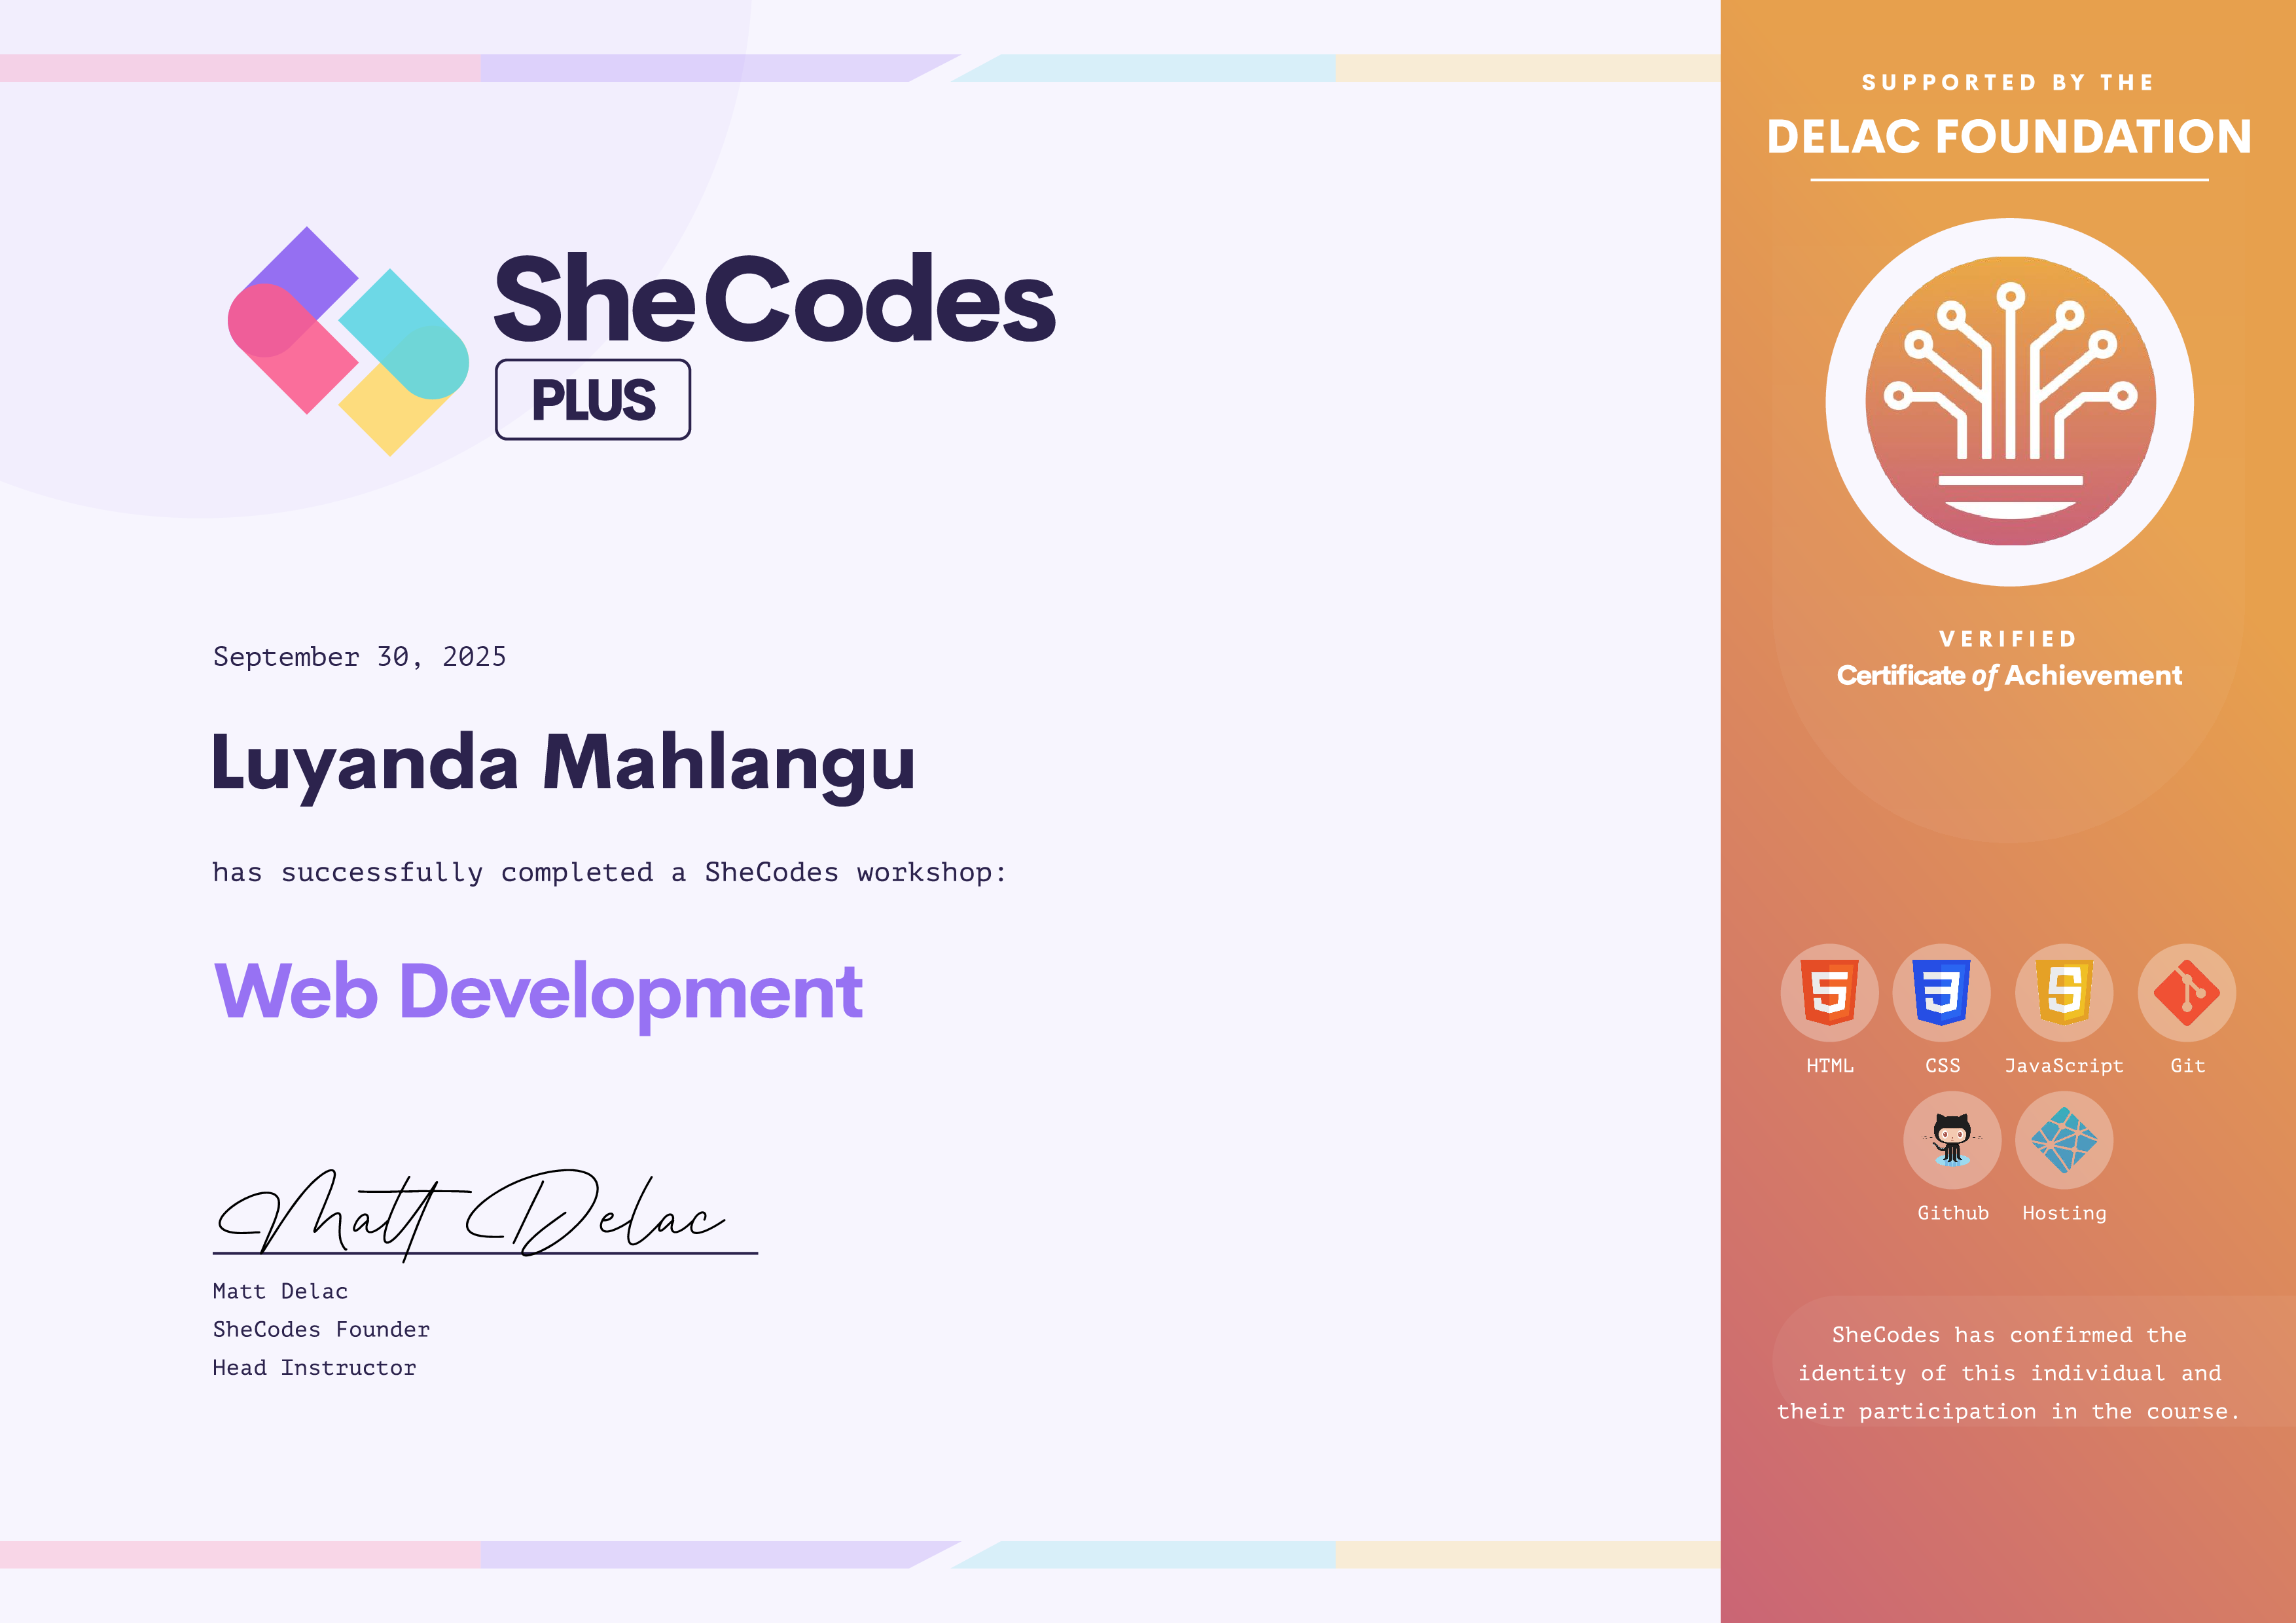 SheCodes
PLUS
September 30, 2025
Luyanda Mahlangu
has successfully completed a SheCodes workshop:
Web Development
Matt Delac
Matt Delac
SheCodes Founder
Head Instructor
SUPPORTED BY THE
DELAC FOUNDATION
VERIFIED
Certificate of Achievement
HTML CSS JavaScript Git
Github Hosting
SheCodes has confirmed the
identity of this individual and
their participation in the course.